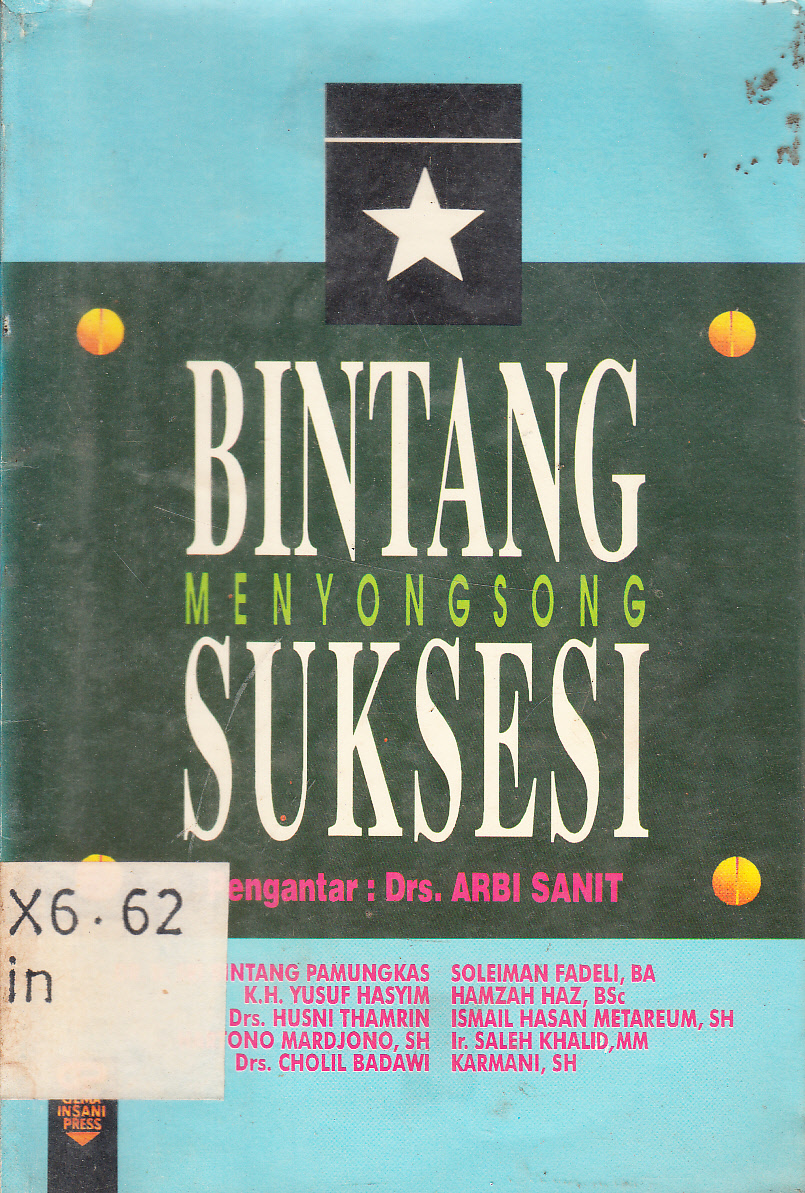 BINTANG
MENYONGSONG
SUKSESI
engantar : Drs. ARBI SANIT
X6.62
in
INTANG PAMUNGKAS
K.H. YUSUF HASYIM
Drs. HUSNI THAMRIN
TONO MARDJONO, SH
Drs. CHOLIL BADAWI
SOLEIMAN FADELI, BA
HAMZAH HAZ, BSc
ISMAIL HASAN METAREUM, SH
Ir. SALEH KHALID,MM
KARMANI, SH
GEMA
INSANI
PRESS